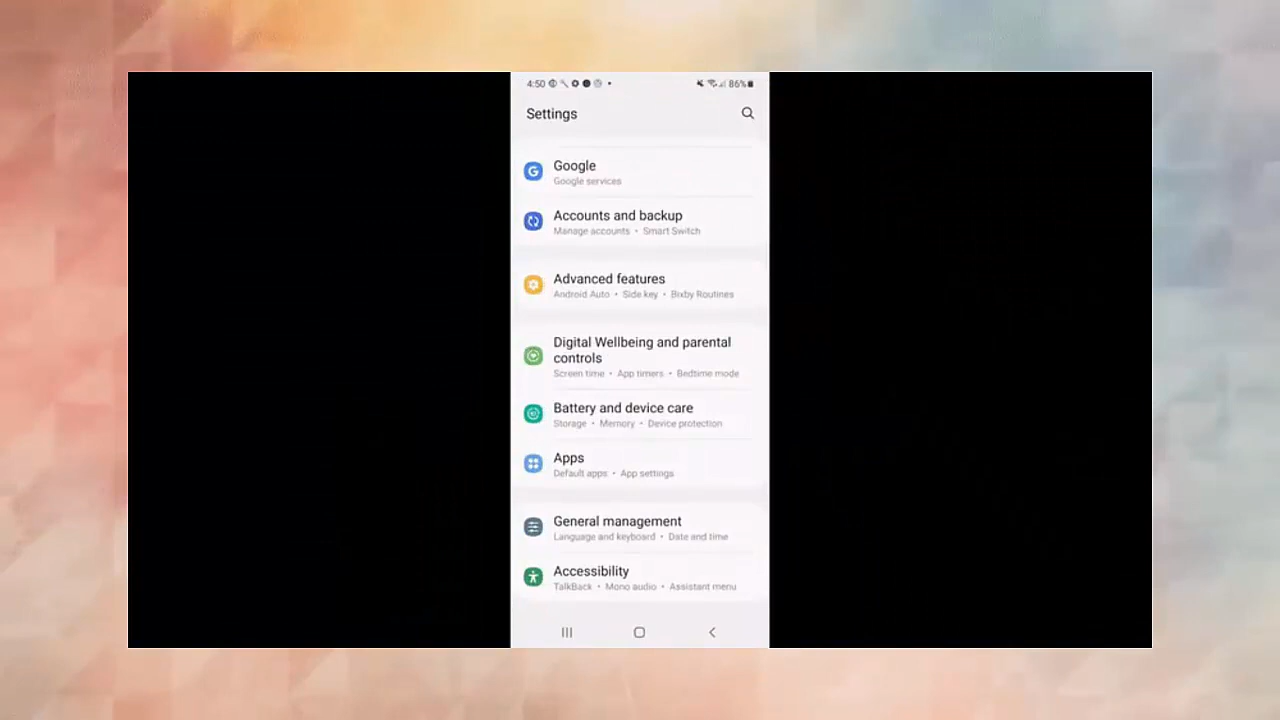 4:50
86%
Settings
Google
Google services
Accounts and backup
Manage accounts • Smart Switch
Advanced features
Android Auto • Side key • Bixby Routines
Digital Wellbeing and parental
controls
Screen time • App timers • Bedtime mode
Battery and device care
Storage • Memory • Device protection
Apps
Default apps • App settings
General management
Language and keyboard • Date and time
Accessibility
TalkBack • Mono audio • Assistant menu